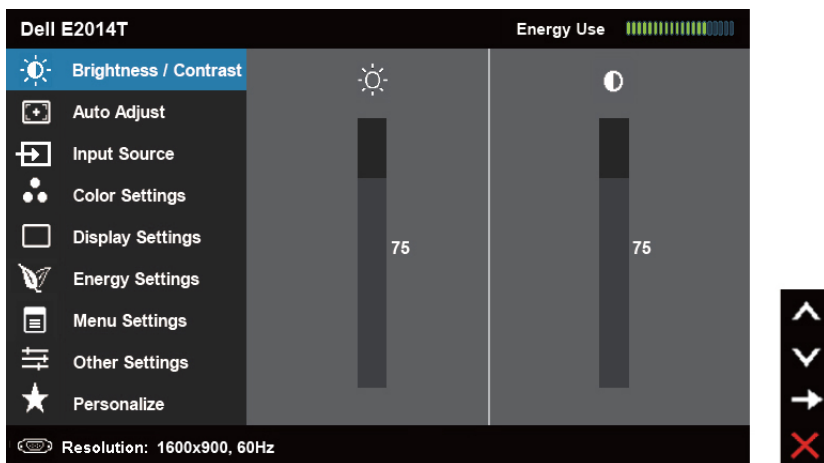 Dell E2014T Energy Use
Brightness / Contrast
Auto Adjust
Input Source
Color Settings
Display Settings
75 75
Energy Settings
Menu Settings
Other Settings
Personalize
Resolution: 1600x900, 60Hz